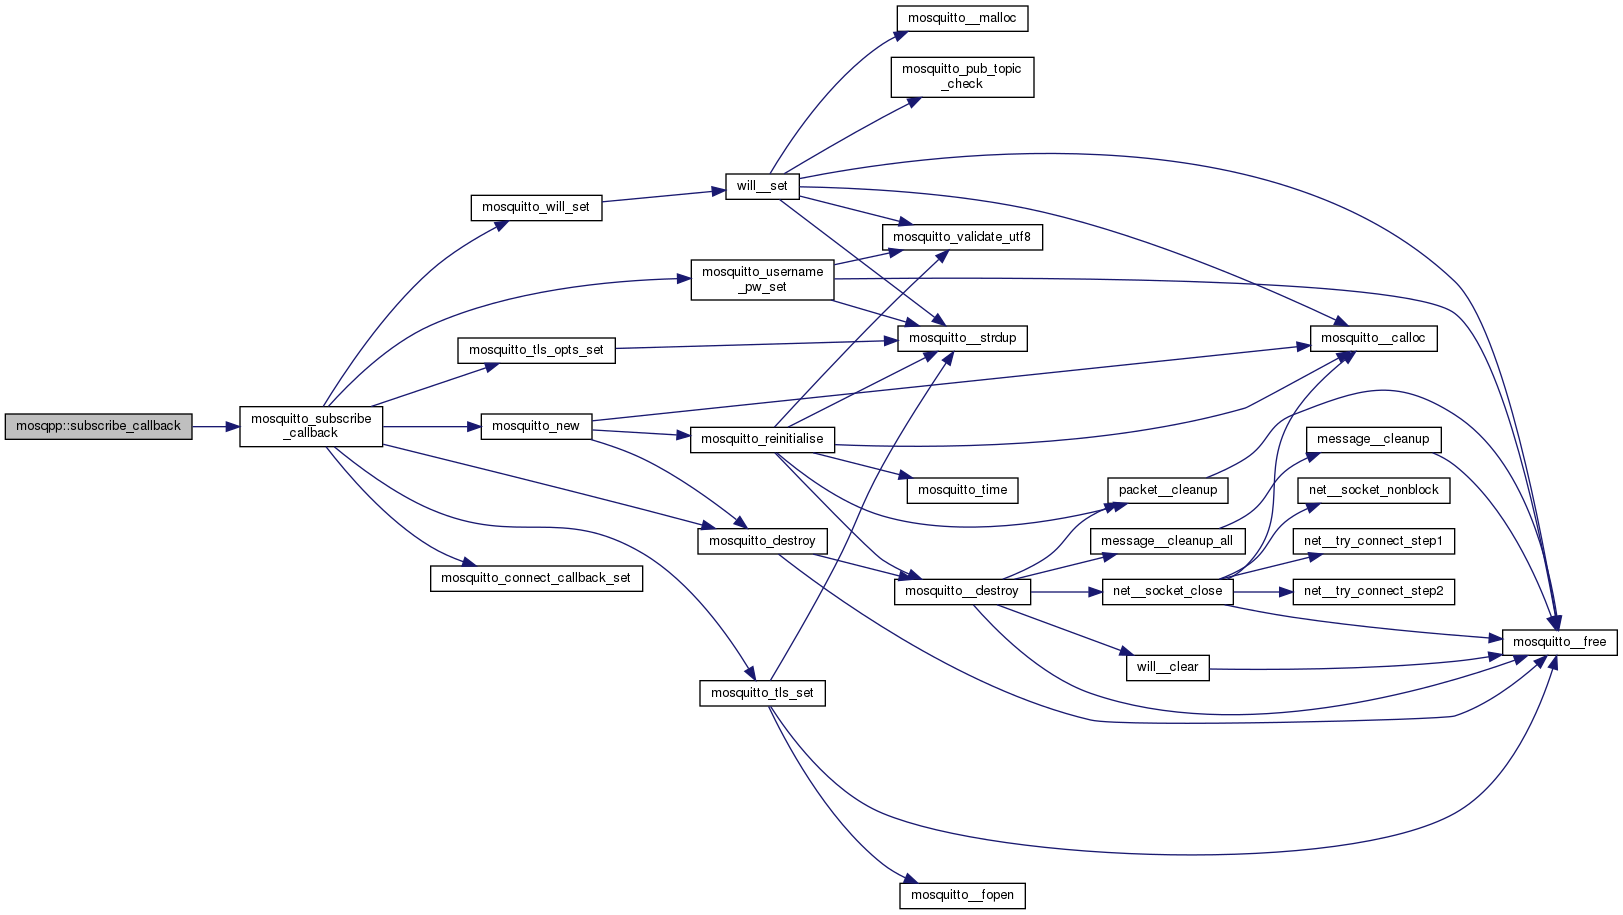 mosquitto__malloc
mosquitto_pub_topic
_check
will__set
mosquitto_will_set
mosquitto_validate_utf8
mosquitto_username
_pw_set
mosquitto__strdup
mosquitto__calloc
mosquitto_tls_opts_set
mosqpp::subscribe_callback
mosquitto_subscribe
_callback
mosquitto_new
mosquitto_reinitialise
message__cleanup
mosquitto_time
packet__cleanup
net__socket_nonblock
mosquitto_destroy
message__cleanup_all
net__try_connect_step1
mosquitto_connect_callback_set
mosquitto__destroy
net__socket_close
net__try_connect_step2
mosquitto__free
will__clear
mosquitto_tls_set
mosquitto__fopen